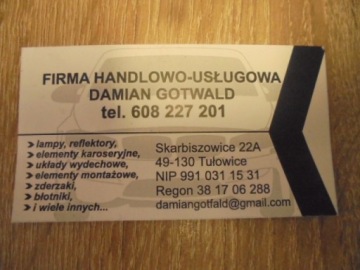 FIRMA HANDLOWO-USŁUGOWA
DAMIAN GOTWALD
tel. 608 227 201
> lampy, reflektory,
> elementy karoseryjne,
> układy wydechowe,
> elementy montażowe,
> zderzaki,
> błotniki,
> i wiele innych...
Skarbiszowice 22A
49-130 Tułowice
NIP 991 031 15 31
Regon 38 17 06 288
damiangotfald@gmail.com